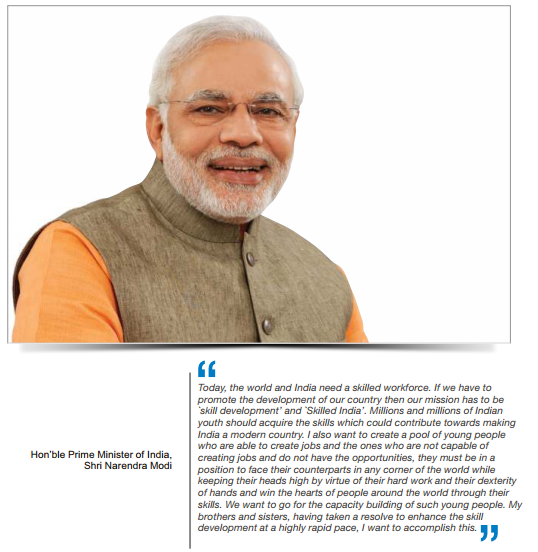 Hon'ble Prime Minister of India,
Shri Narendra Modi
“
Today, the world and India need a skilled workforce. If we have to
promote the development of our country then our mission has to be
`skill development' and `Skilled India'. Millions and millions of Indian
youth should acquire the skills which could contribute towards making
India a modern country. I also want to create a pool of young people
who are able to create jobs and the ones who are not capable of
creating jobs and do not have the opportunities, they must be in a
position to face their counterparts in any corner of the world while
keeping their heads high by virtue of their hard work and their dexterity
of hands and win the hearts of people around the world through their
skills. We want to go for the capacity building of such young people. My
brothers and sisters, having taken a resolve to enhance the skill
development at a highly rapid pace, I want to accomplish this. ”